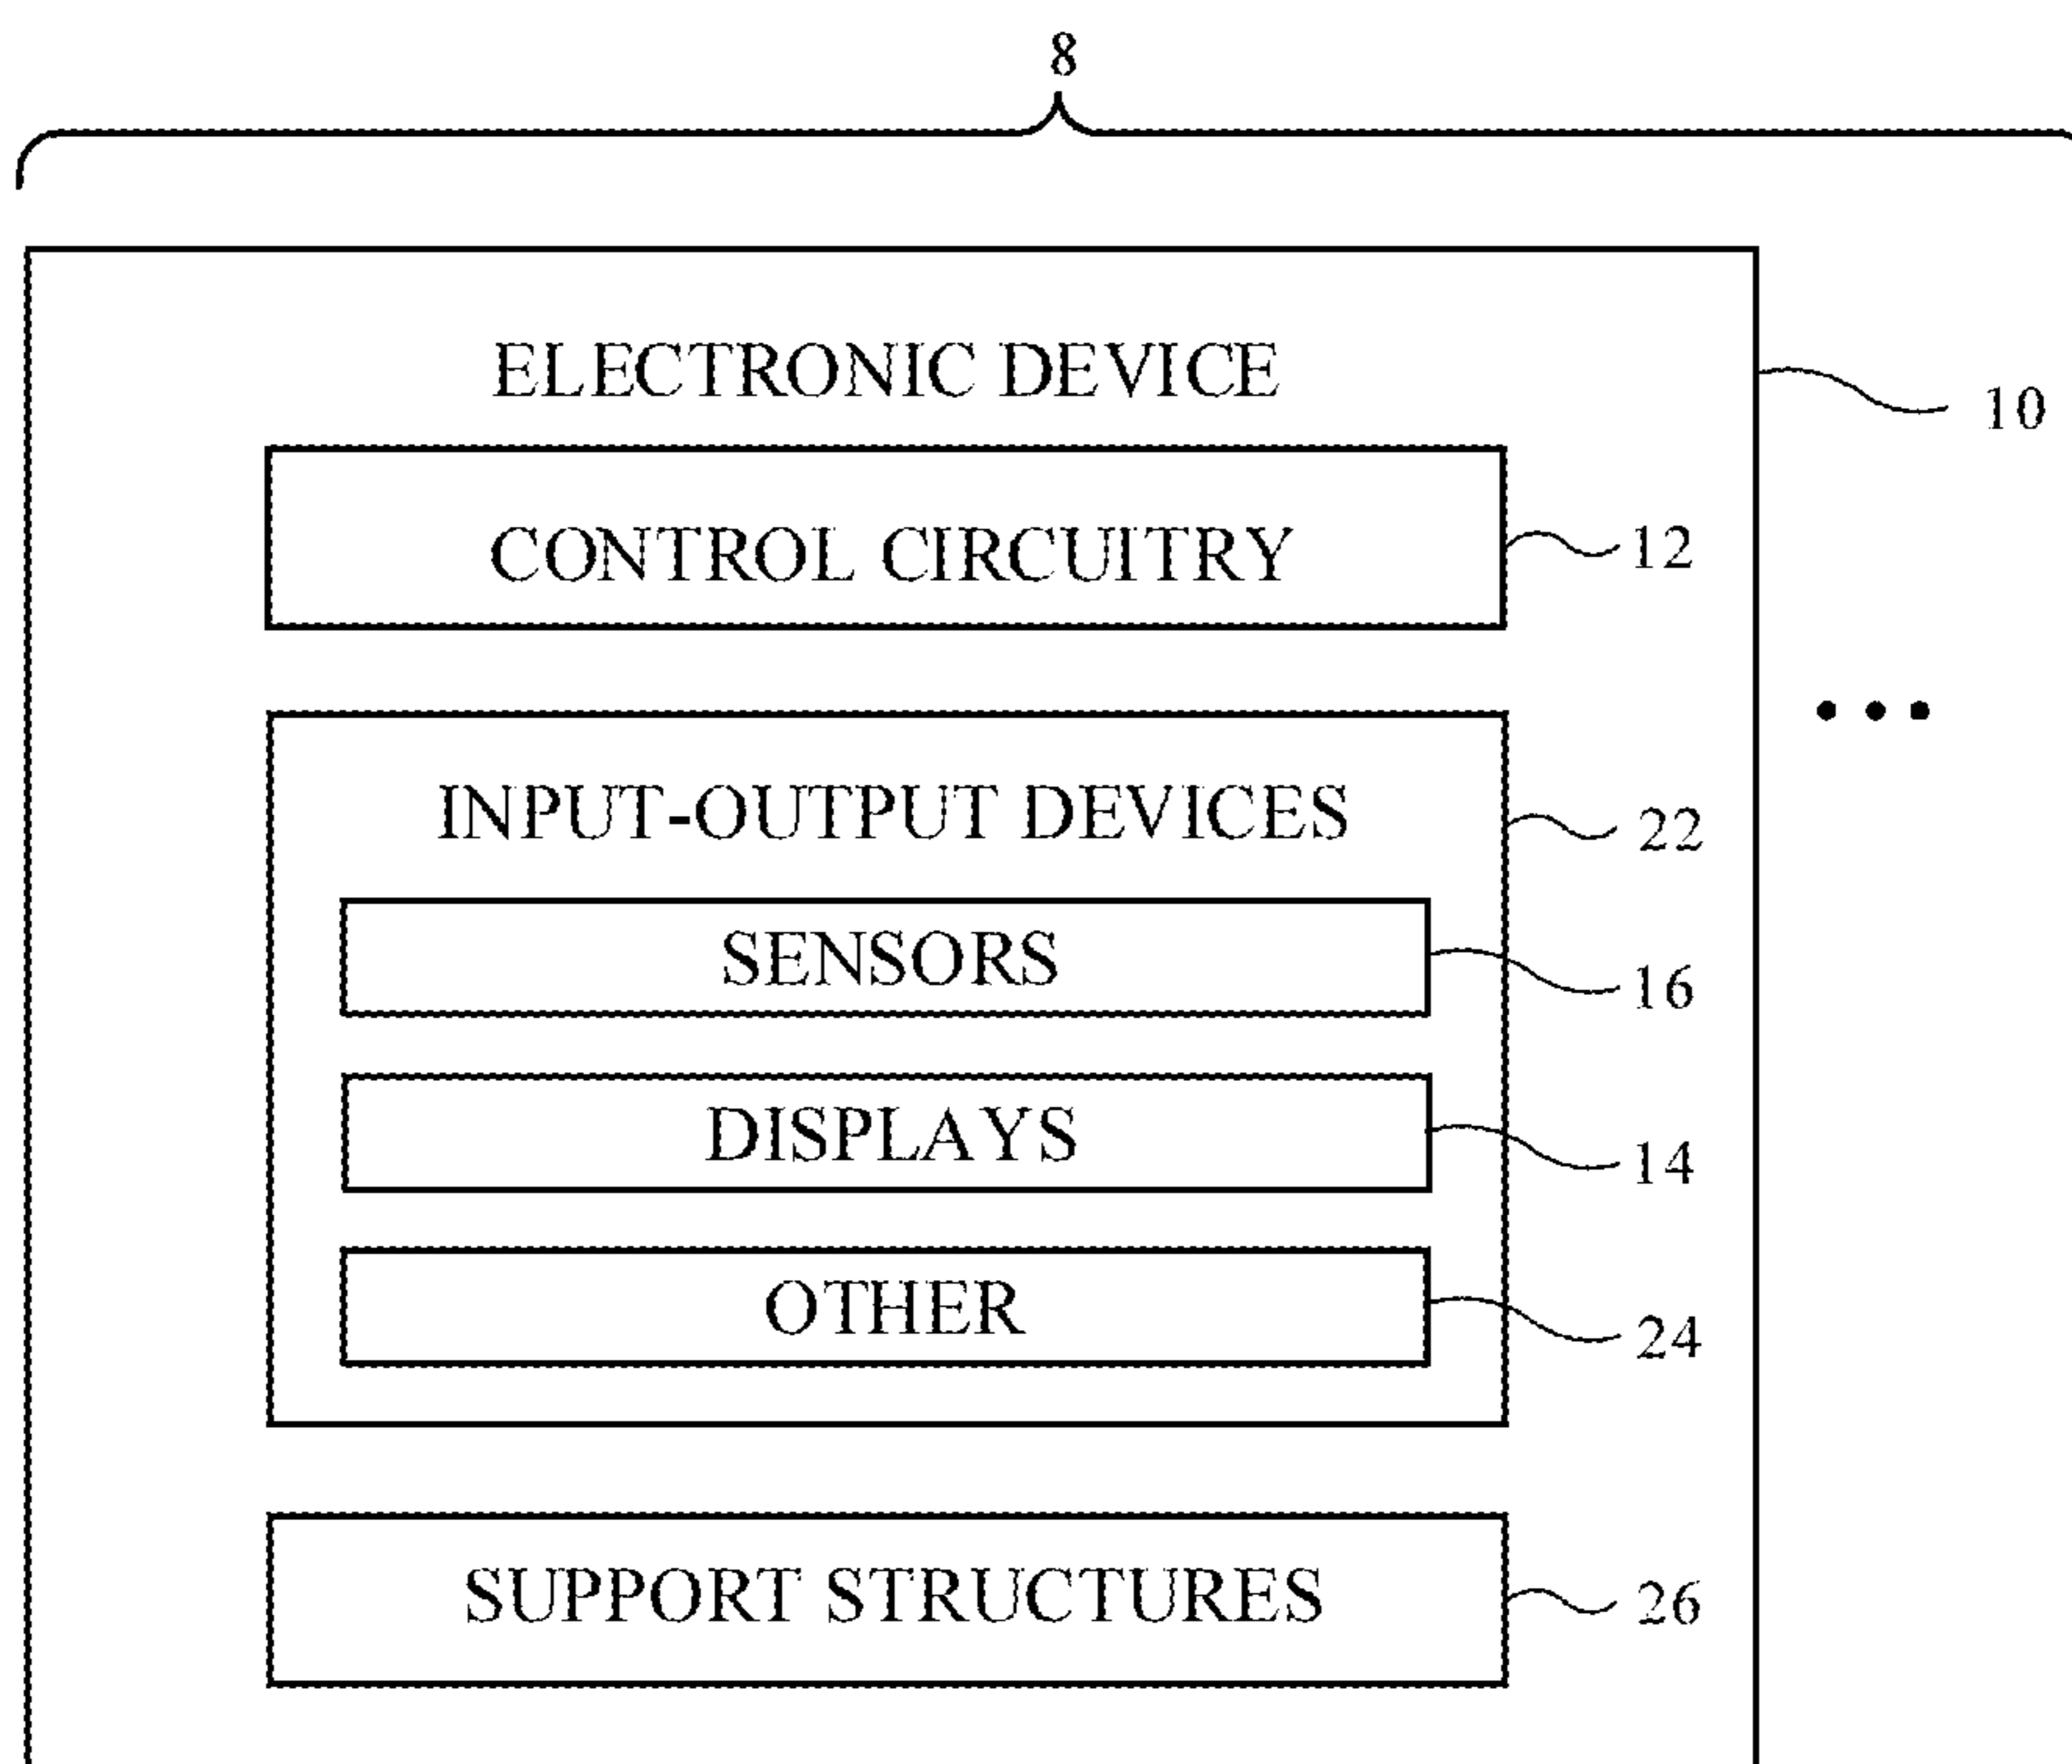 8
ELECTRONIC DEVICE
10
CONTROL CIRCUITRY
12
INPUT-OUTPUT DEVICES
22
SENSORS
16
DISPLAYS
14
OTHER
24
SUPPORT STRUCTURES
26